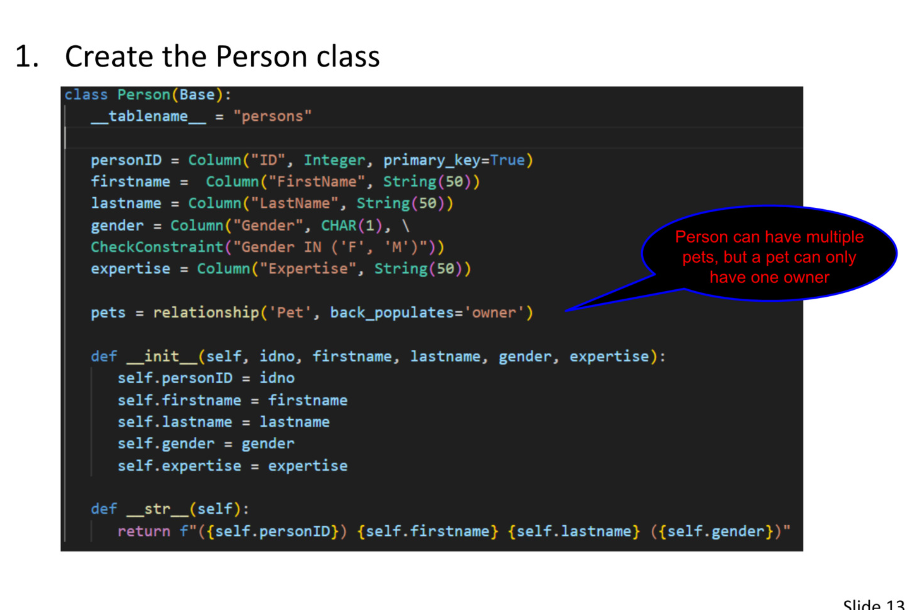 1. Create the Person class
class Person(Base):
__tablename__ = "persons"
personID = Column("ID", Integer, primary_key=True)
firstname =  Column("FirstName", String(50))
lastname = Column("LastName", String(50))
gender = Column("Gender", CHAR(1), \
CheckConstraint("Gender IN ('F', 'M')"))
expertise = Column("Expertise", String(50))
pets = relationship('Pet', back_populates='owner')
def __init__(self, idno, firstname, lastname, gender, expertise):
self.personID = idno
self.firstname = firstname
self.lastname = lastname
self.gender = gender
self.expertise = expertise
def __str__(self):
return f"({self.personID}) {self.firstname} {self.lastname} ({self.gender})"
Person can have multiple
pets, but a pet can only
have one owner
Slide 13